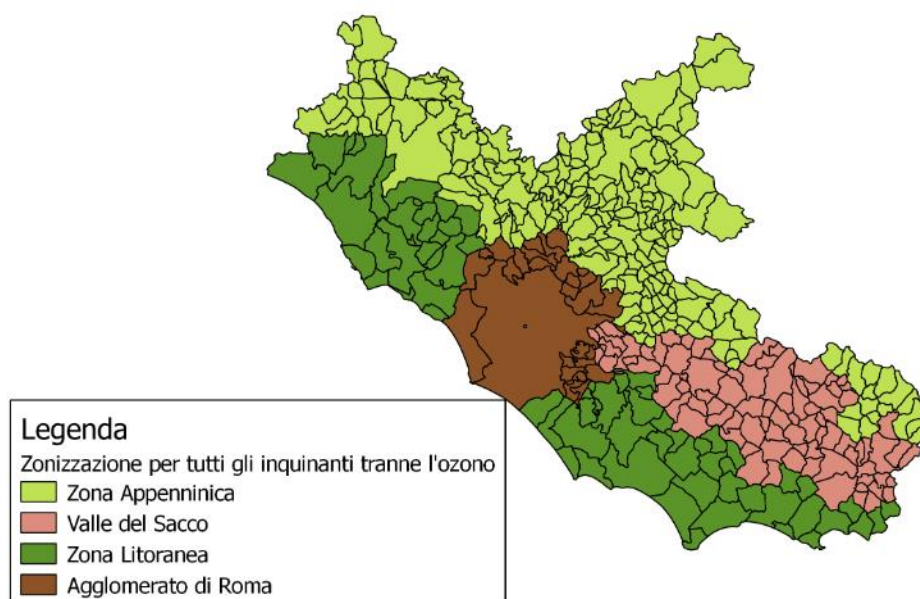 Legenda
Zonizzazione per tutti gli inquinanti tranne l'ozono
Zona Appenninica
Valle del Sacco
Zona Litoranea
Agglomerato di Roma